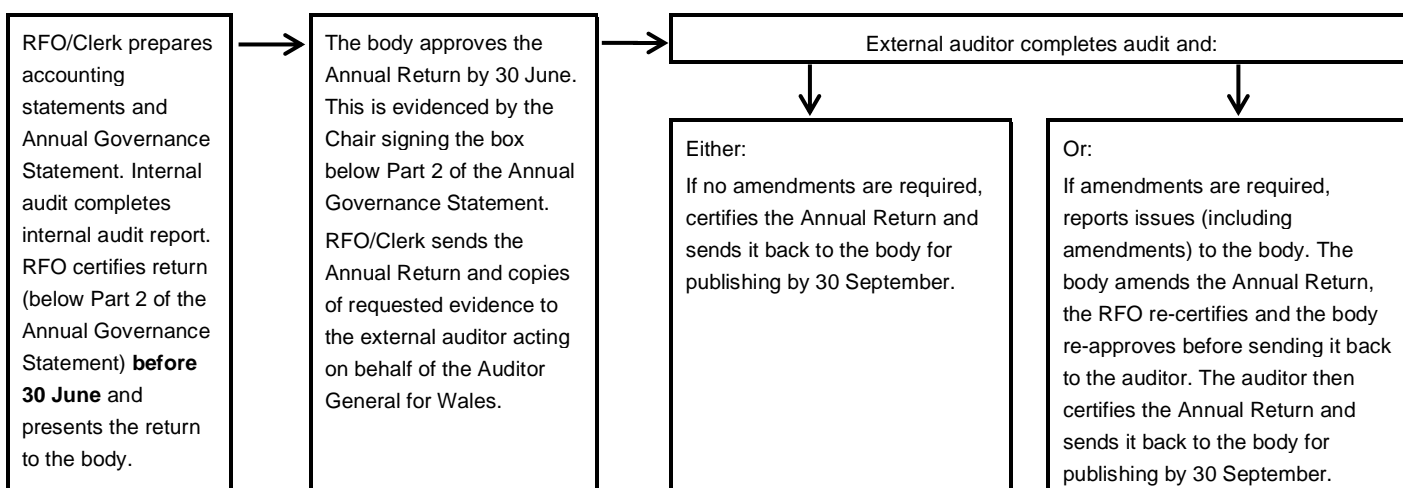 RFO/Clerk prepares
accounting
statements and
Annual Governance
Statement. Internal
audit completes
internal audit report.
RFO certifies return
(below Part 2 of the
Annual Governance
Statement) before
30 June and
presents the return
to the body.
The body approves the
Annual Return by 30 June.
This is evidenced by the
Chair signing the box
below Part 2 of the Annual
Governance Statement.
RFO/Clerk sends the
Annual Return and copies
of requested evidence to
the external auditor acting
on behalf of the Auditor
General for Wales.
External auditor completes audit and:
Either:
If no amendments are required,
certifies the Annual Return and
sends it back to the body for
publishing by 30 September.
Or:
If amendments are required,
reports issues (including
amendments) to the body. The
body amends the Annual Return,
the RFO re-certifies and the body
re-approves before sending it back
to the auditor. The auditor then
certifies the Annual Return and
sends it back to the body for
publishing by 30 September.